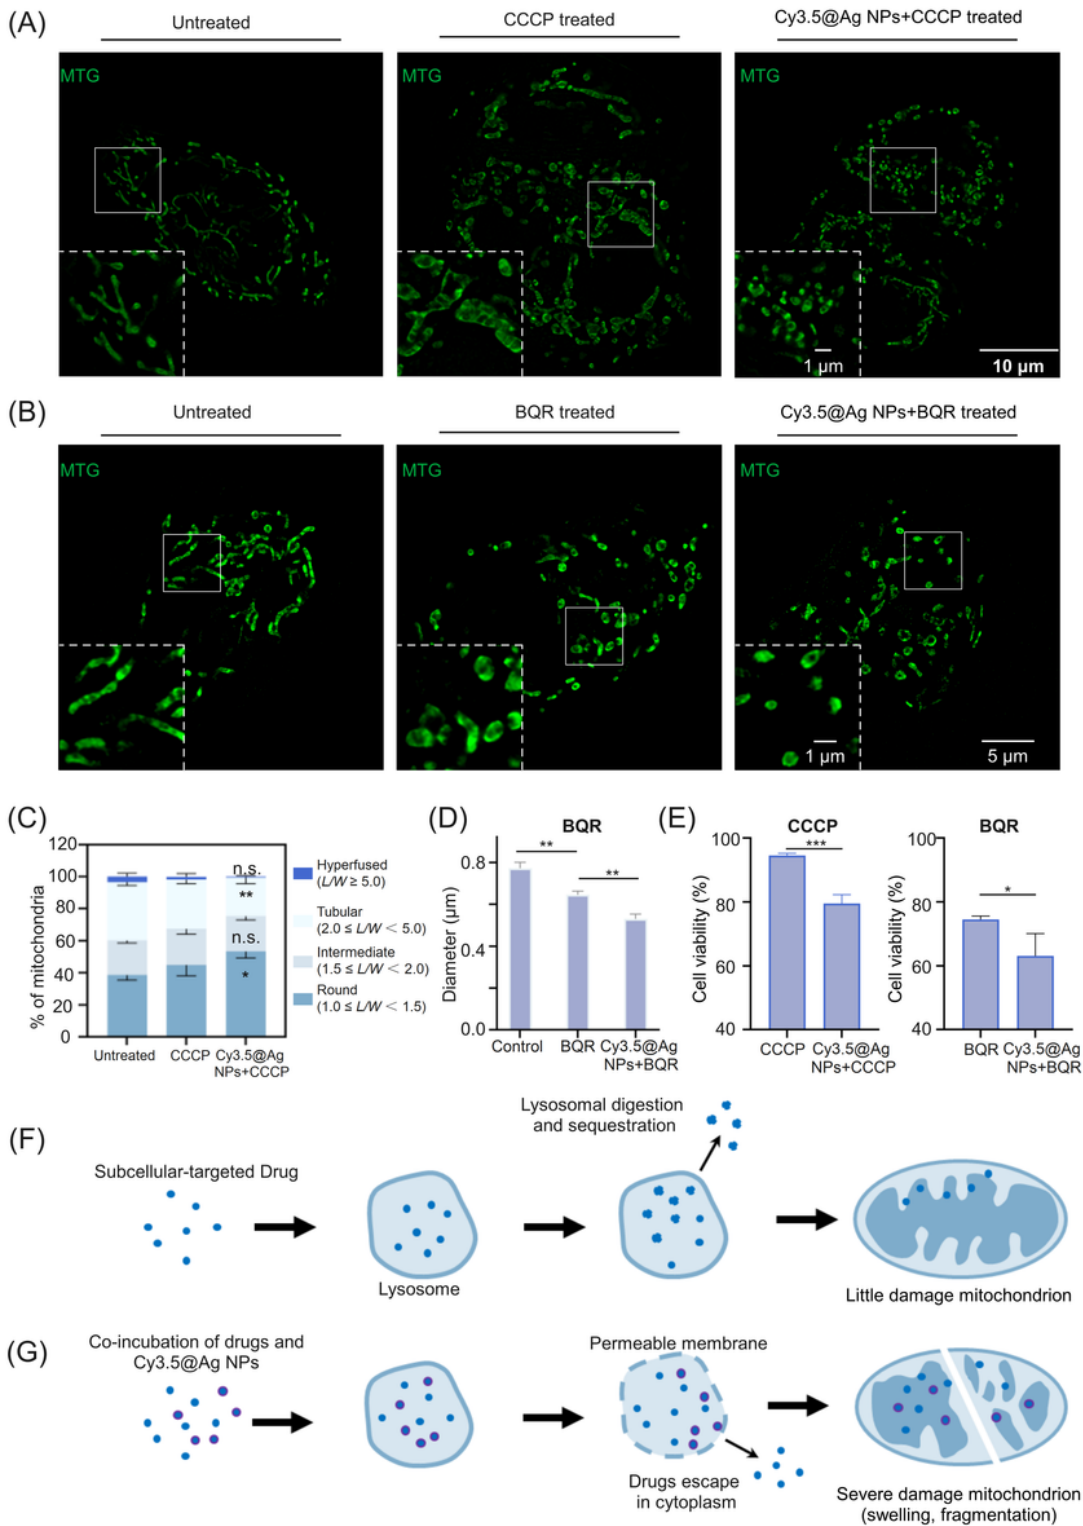 (A)
Untreated
CCCP treated
Cy3.5@Ag NPs+CCCP treated
MTG
MTG
MTG
1 μm
10 μm
(B)
Untreated
BQR treated
Cy3.5@Ag NPs+BQR treated
MTG
MTG
MTG
1 μm
5 μm
(C)
% of mitochondria
120
100
80
60
40
20
0
n.s.
**
n.s.
*
Untreated
CCCP
Cy3.5@Ag
NPs+CCCP
Hyperfused
(L/W ≥ 5.0)
Tubular
(2.0 ≤ L/W < 5.0)
Intermediate
(1.5 ≤ L/W < 2.0)
Round
(1.0 ≤ L/W < 1.5)
(D)
BQR
Diameter (μm)
0.8
0.4
0.0
**
**
Control
BQR
Cy3.5@Ag
NPs+BQR
(E)
CCCP
Cell viability (%)
100
80
60
40
***
CCCP
Cy3.5@Ag
NPs+CCCP
BQR
Cell viability (%)
100
80
60
40
*
BQR
Cy3.5@Ag
NPs+BQR
(F)
Subcellular-targeted Drug
Lysosome
Lysosomal digestion
and sequestration
Little damage mitochondrion
(G)
Co-incubation of drugs and
Cy3.5@Ag NPs
Permeable membrane
Drugs escape
in cytoplasm
Severe damage mitochondrion
(swelling, fragmentation)